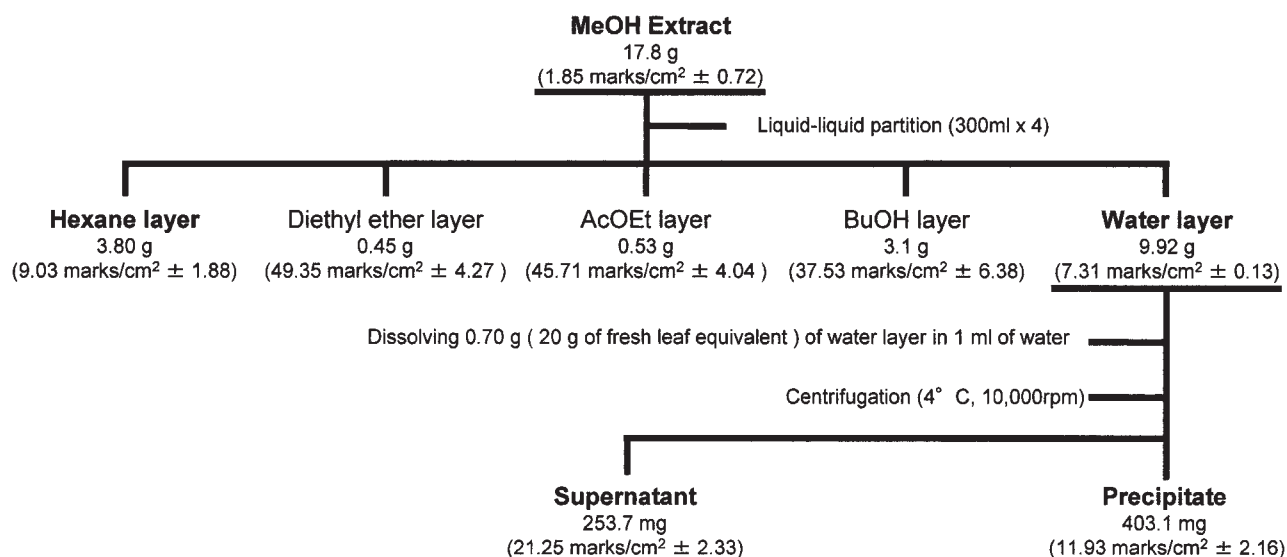 MeOH Extract
17.8 g
(1.85 marks/cm² ± 0.72)
Liquid-liquid partition (300ml x 4)
Hexane layer
3.80 g
(9.03 marks/cm² ± 1.88)
Diethyl ether layer
0.45 g
(49.35 marks/cm² ± 4.27 )
AcOEt layer
0.53 g
(45.71 marks/cm² ± 4.04 )
BuOH layer
3.1 g
(37.53 marks/cm² ± 6.38)
Water layer
9.92 g
(7.31 marks/cm² ± 0.13)
Dissolving 0.70 g ( 20 g of fresh leaf equivalent ) of water layer in 1 ml of water
Centrifugation (4° C, 10,000rpm)
Supernatant
253.7 mg
(21.25 marks/cm² ± 2.33)
Precipitate
403.1 mg
(11.93 marks/cm² ± 2.16)